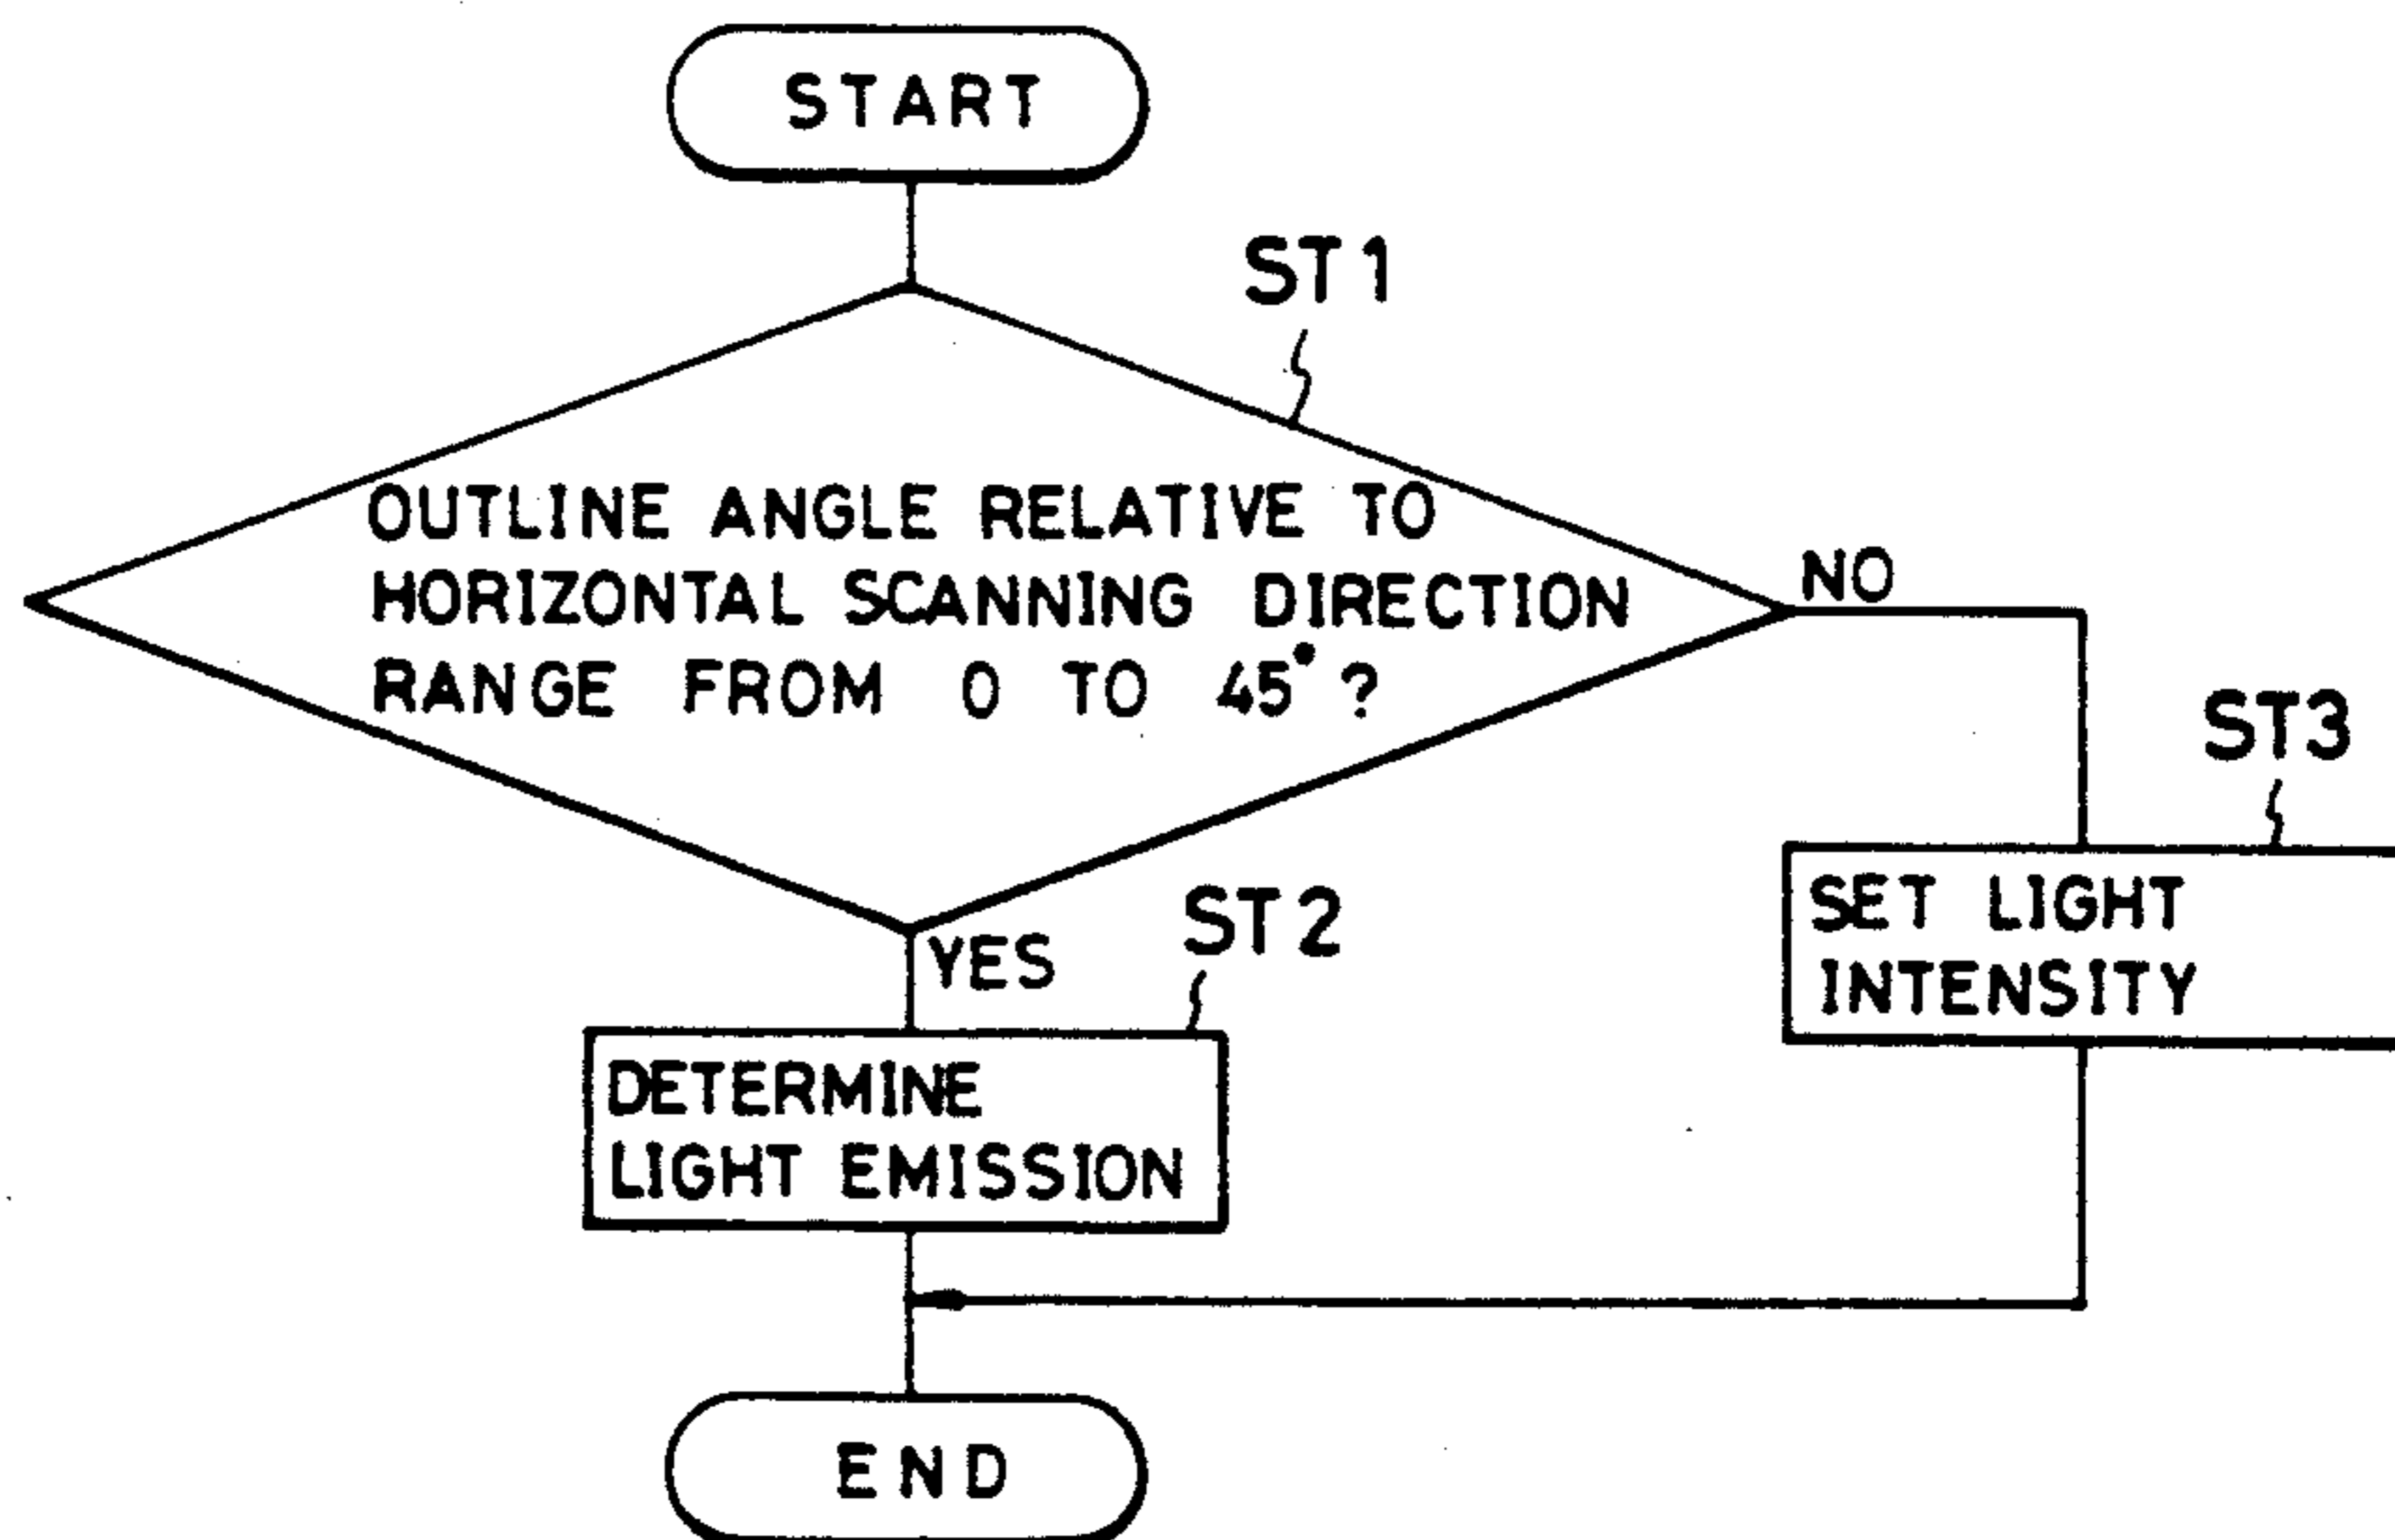 START
ST1
OUTLINE ANGLE RELATIVE TO
HORIZONTAL SCANNING DIRECTION
RANGE FROM 0 TO 45° ?
NO
ST3
SET LIGHT
INTENSITY
YES
ST2
DETERMINE
LIGHT EMISSION
END